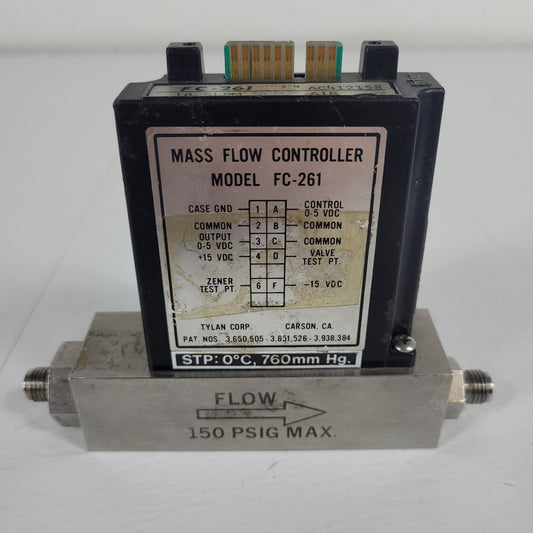 FC-261 S/N AC412158
AIR
MASS FLOW CONTROLLER
MODEL FC-261
CASE GND 1 A CONTROL 0-5 VDC
COMMON 2 B COMMON
OUTPUT 0-5 VDC 3 C COMMON
+15 VDC 4 D VALVE TEST PT.
ZENER TEST PT. 6 F -15 VDC
TYLAN CORP. CARSON, CA.
PAT. NOS. 3,650,505 - 3,851,526 - 3,938,384
STP: 0°C, 760mm Hg.
FLOW
150 PSIG MAX.